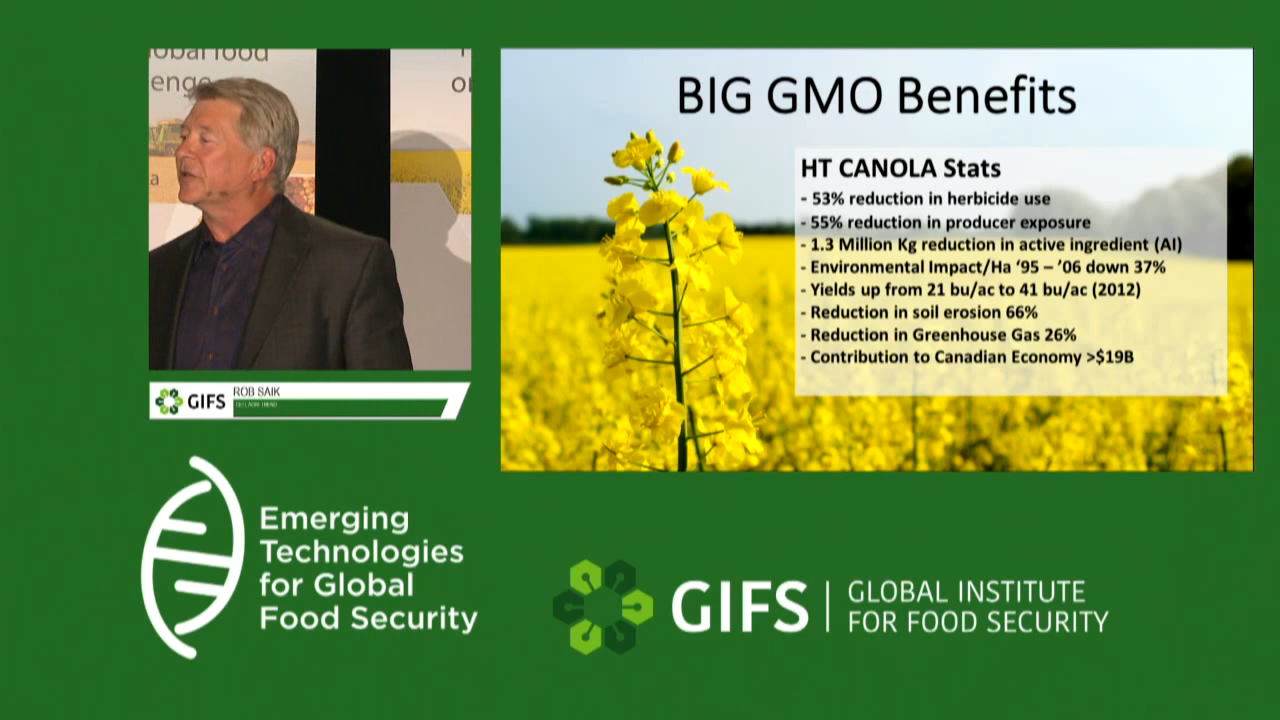 obal food
enge
a
BIG GMO Benefits
HT CANOLA Stats
- 53% reduction in herbicide use
- 55% reduction in producer exposure
- 1.3 Million Kg reduction in active ingredient (AI)
- Environmental Impact/Ha ‘95 – ’06 down 37%
- Yields up from 21 bu/ac to 41 bu/ac (2012)
- Reduction in soil erosion 66%
- Reduction in Greenhouse Gas 26%
- Contribution to Canadian Economy >$19B
GIFS
ROB SAIK
Emerging
Technologies
for Global
Food Security
GIFS
GLOBAL INSTITUTE
FOR FOOD SECURITY